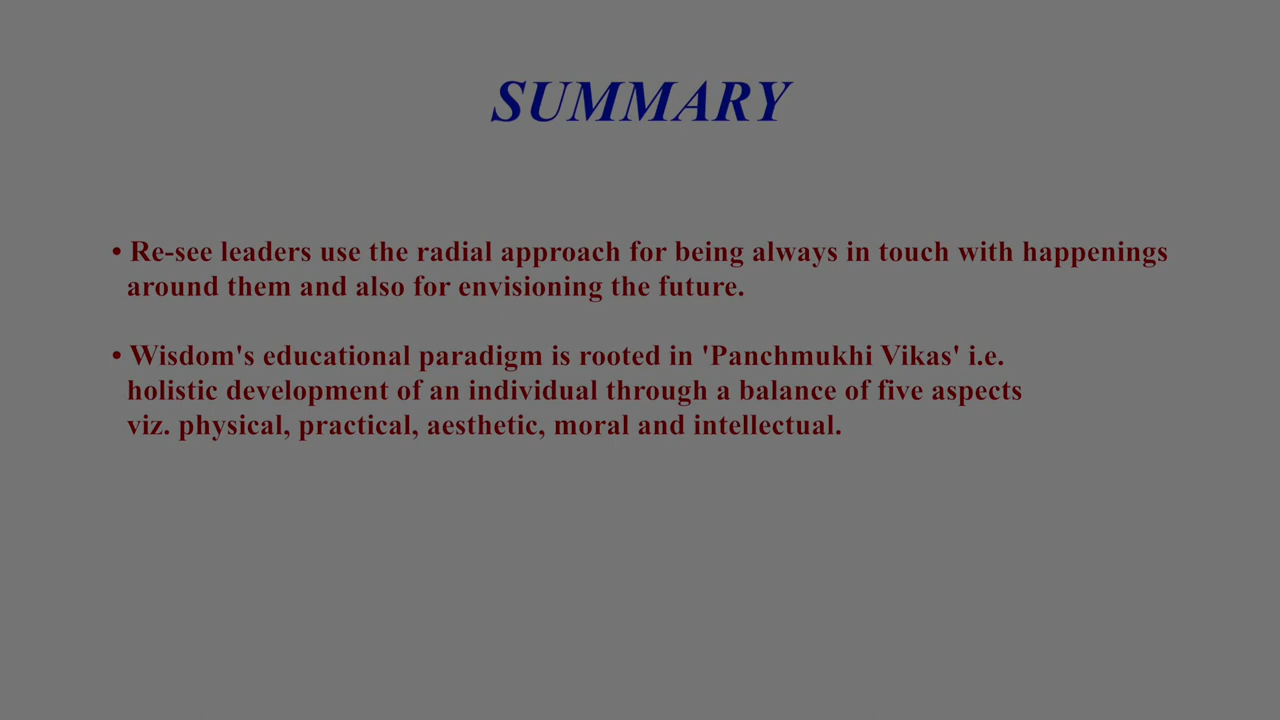 SUMMARY
• Re-see leaders use the radial approach for being always in touch with happenings
around them and also for envisioning the future.
• Wisdom's educational paradigm is rooted in 'Panchmukhi Vikas' i.e.
holistic development of an individual through a balance of five aspects
viz. physical, practical, aesthetic, moral and intellectual.